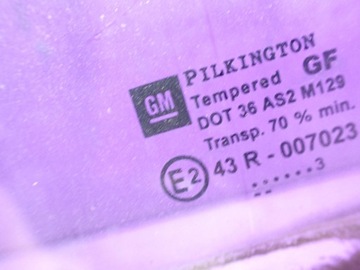 PILKINGTON
GM Tempered GF
DOT 36 AS2 M129
Transp. 70 % min.
E2 43 R - 007023
......3